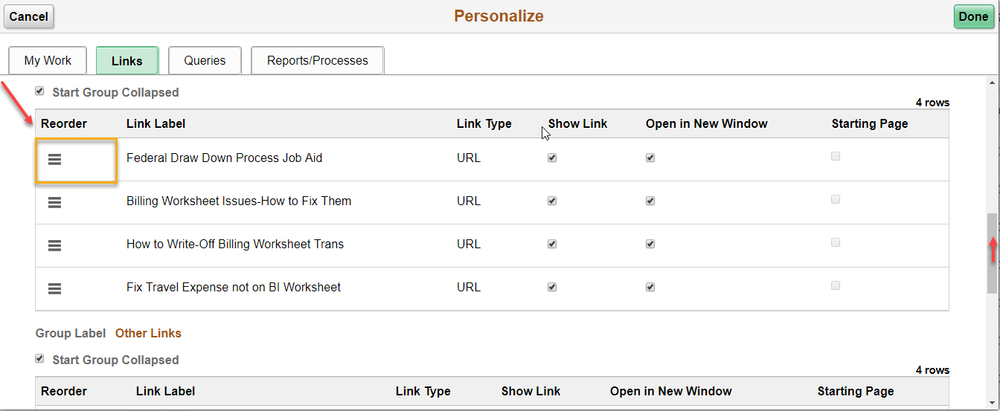 Cancel Personalize Done
My Work Links Queries Reports/Processes
Start Group Collapsed
4 rows
Reorder Link Label Link Type Show Link Open in New Window Starting Page
Federal Draw Down Process Job Aid URL
Billing Worksheet Issues-How to Fix Them URL
How to Write-Off Billing Worksheet Trans URL
Fix Travel Expense not on BI Worksheet URL
Group Label Other Links
Start Group Collapsed
4 rows
Reorder Link Label Link Type Show Link Open in New Window Starting Page